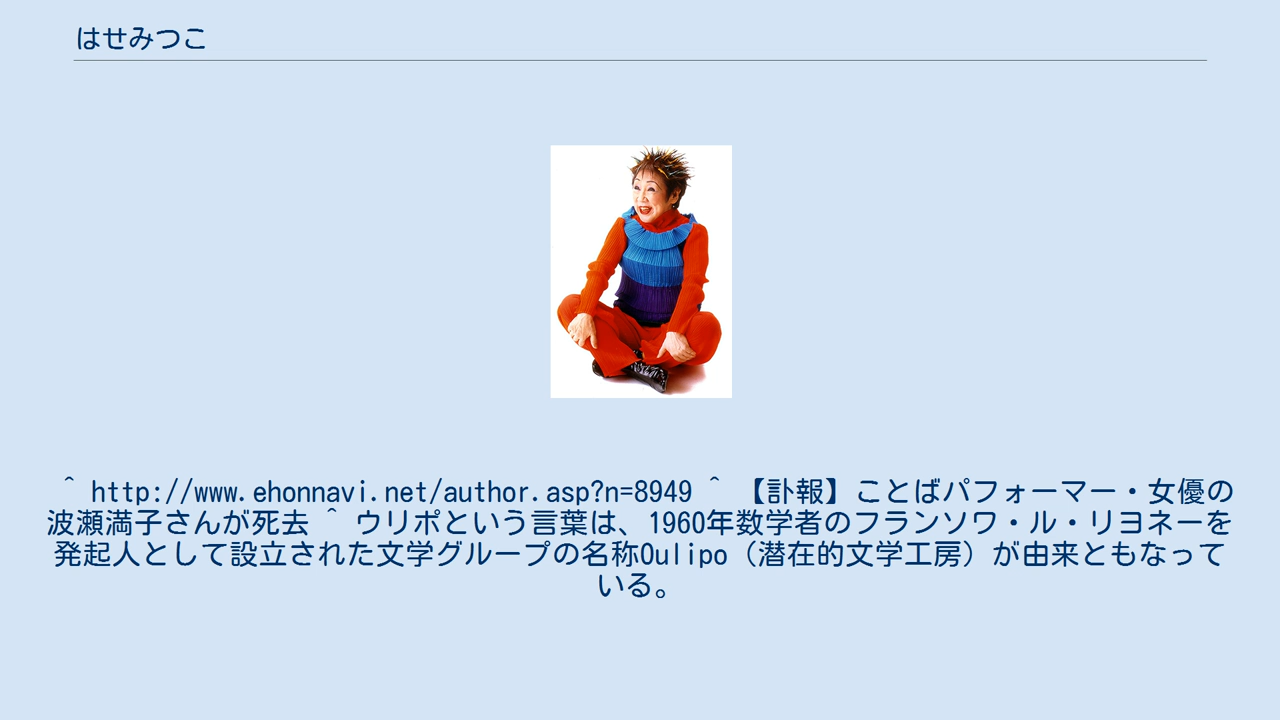 はせみつこ
^ http://www.ehonnavi.net/author.asp?n=8949 ^ 【訃報】ことばパフォーマー・女優の
波瀬満子さんが死去 ^ ウリポという言葉は、1960年数学者のフランソワ・ル・リヨネーを
発起人として設立された文学グループの名称Oulipo（潜在的文学工房）が由来ともなって
いる。